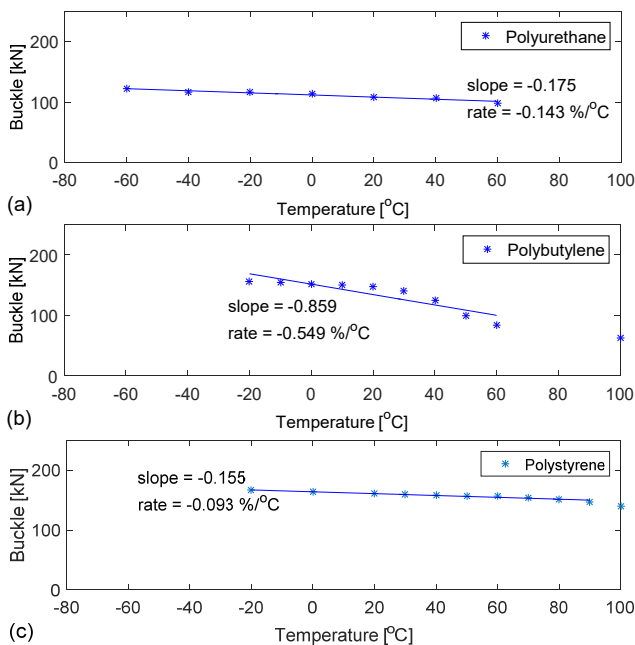 200
100
0
Buckle [kN]
Polyurethane
slope = -0.175
rate = -0.143 %/°C
-80 -60 -40 -20 0 20 40 60 80 100
(a)
Temperature [°C]
200
100
0
Buckle [kN]
Polybutylene
slope = -0.859
rate = -0.549 %/°C
-80 -60 -40 -20 0 20 40 60 80 100
(b)
Temperature [°C]
200
100
0
Buckle [kN]
Polystyrene
slope = -0.155
rate = -0.093 %/°C
-80 -60 -40 -20 0 20 40 60 80 100
(c)
Temperature [°C]